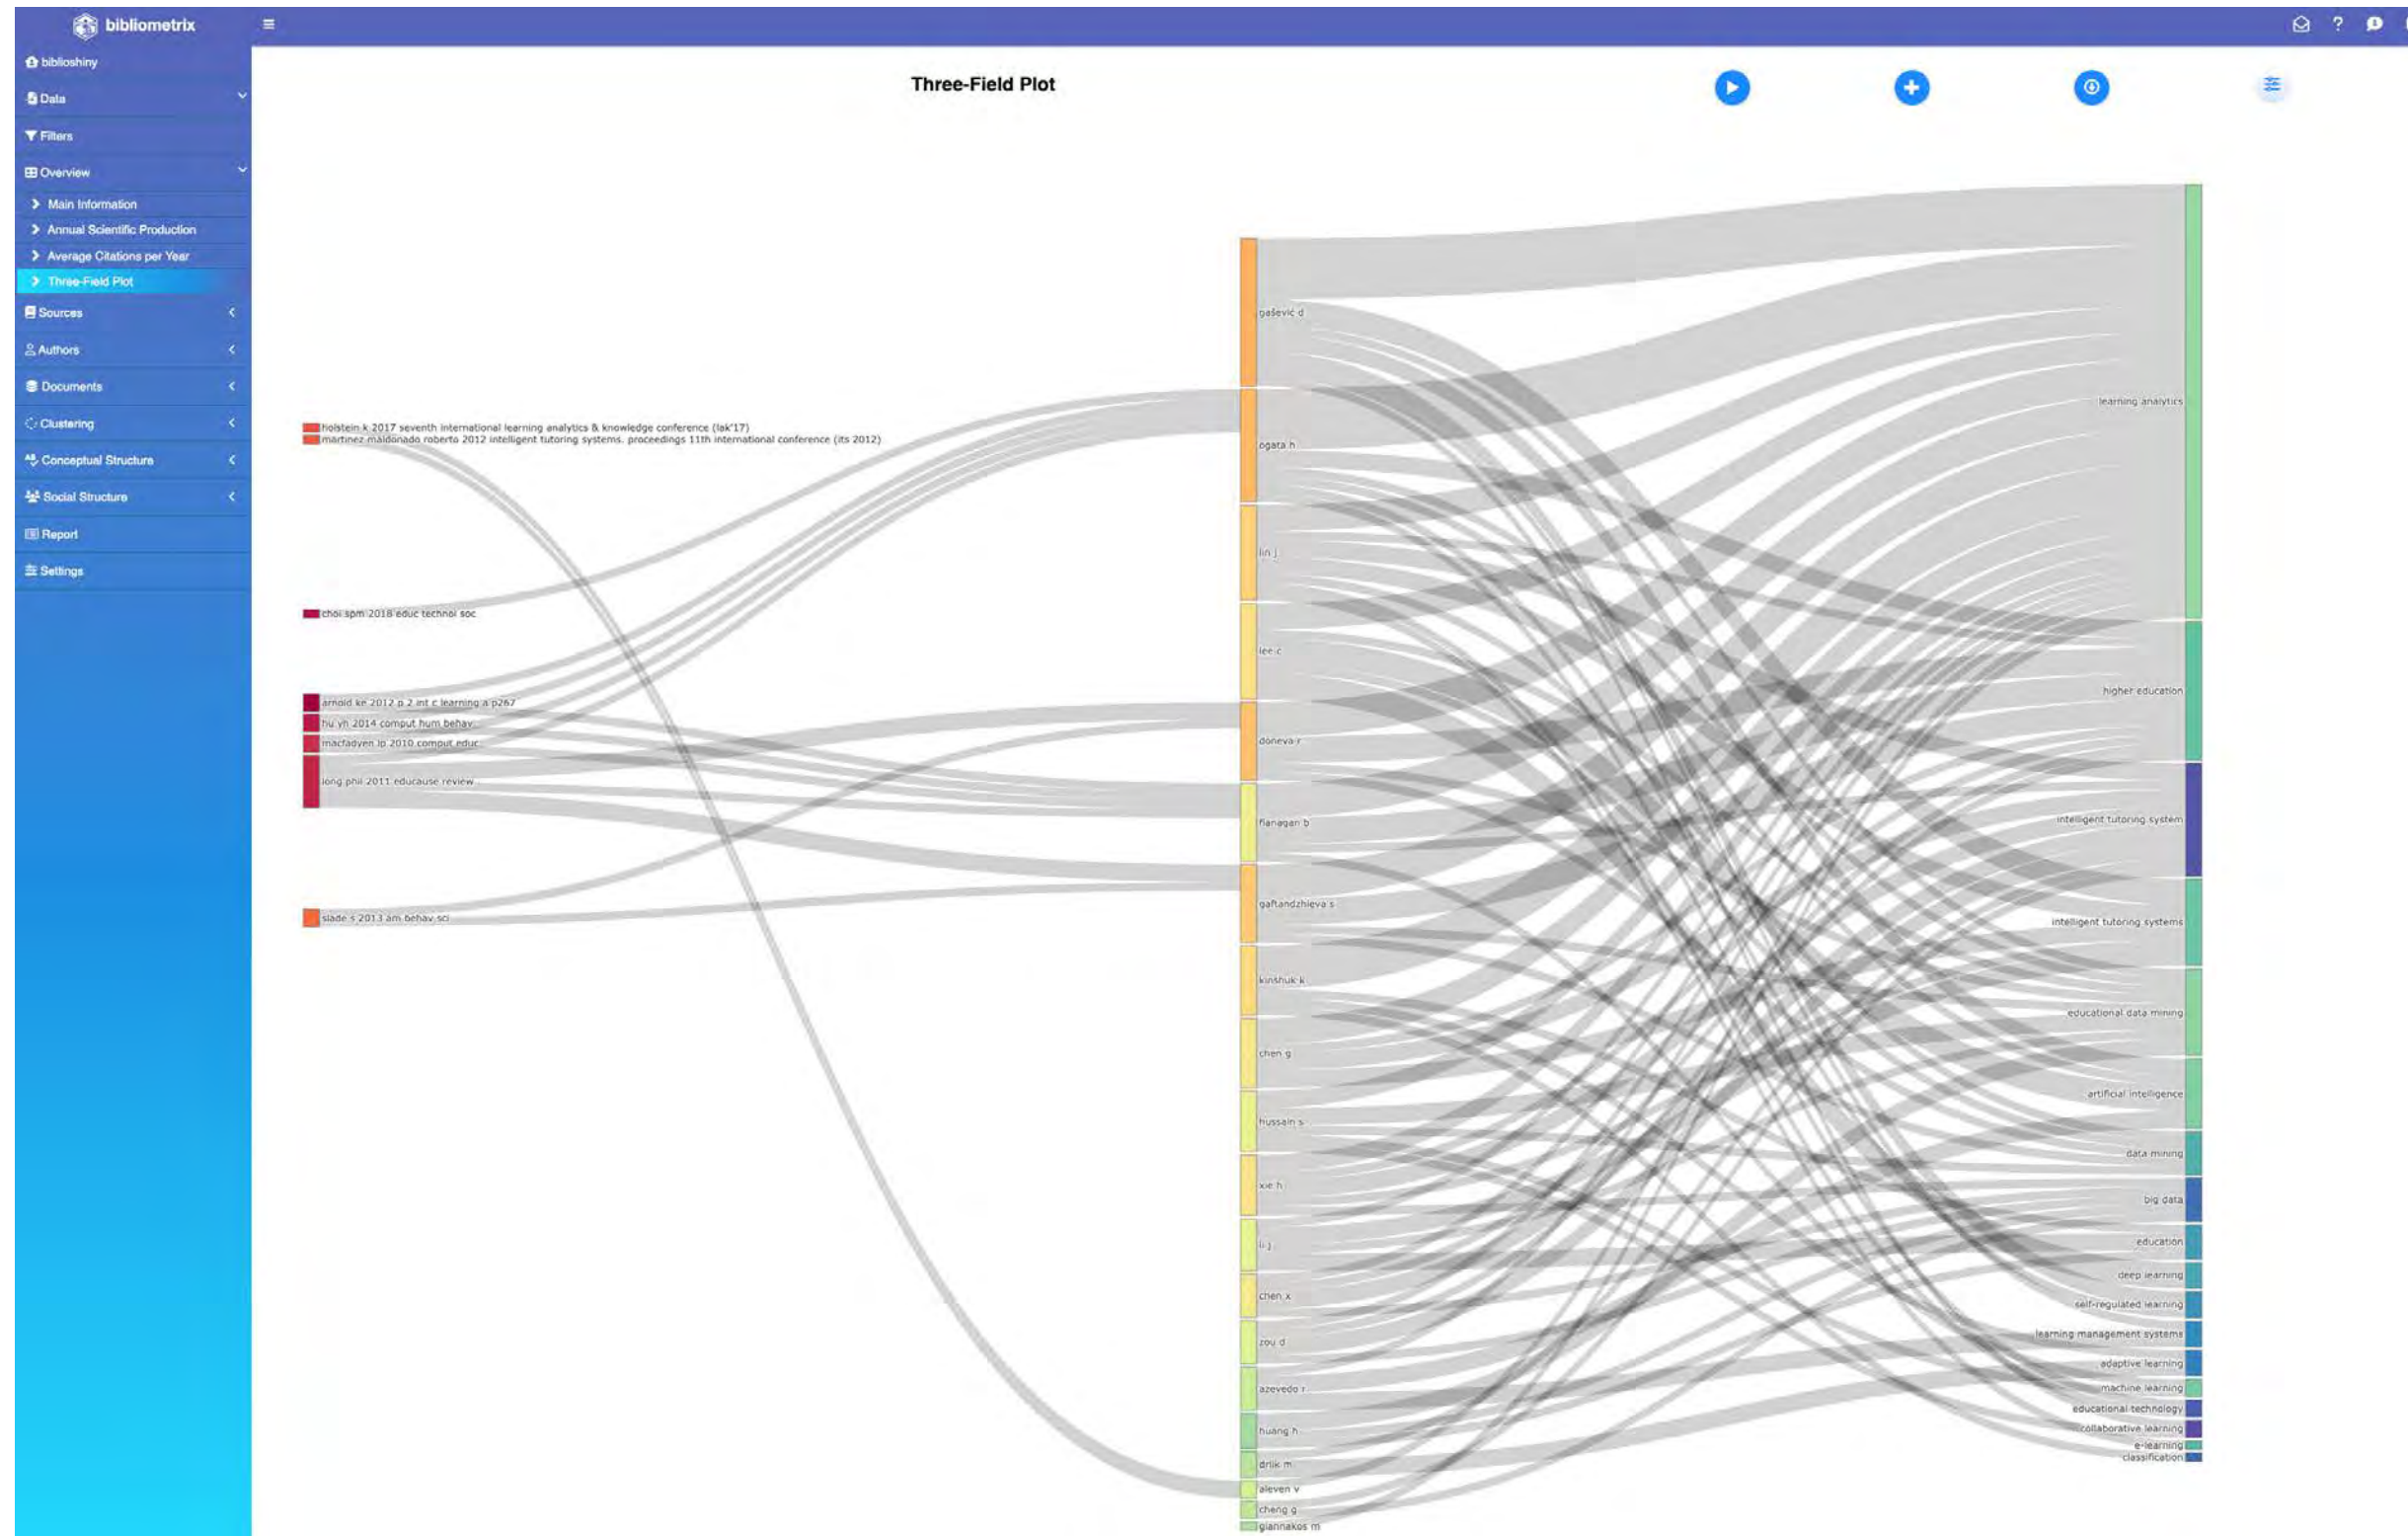 bibliometrix
biblioshiny
Data
Filters
Overview
Main Information
Annual Scientific Production
Average Citations per Year
Three-Field Plot
Sources
Authors
Documents
Clustering
Conceptual Structure
Social Structure
Report
Settings
Three-Field Plot
holstein k 2017 seventh international learning analytics & knowledge conference (lak'17)
martinez maldonado roberto 2012 intelligent tutoring systems. proceedings 11th international conference (its 2012)
choi spm 2018 educ technol soc
arnold ke 2012 p 2 int c learning a p267
hu yh 2014 comput hum behav
macfadyen lp 2010 comput educ
long phil 2011 educause review
slade s 2013 am behav sci
gašević d
ogata h
lin j
lee c
doneva r
flanagan b
gaftandzhieva s
kinshuk k
chen g
hussain s
xie h
li j
chen x
zou d
azevedo r
huang h
drlik m
aleven v
cheng g
giannakos m
learning analytics
higher education
intelligent tutoring system
intelligent tutoring systems
educational data mining
artificial intelligence
data mining
big data
education
deep learning
self-regulated learning
learning management systems
adaptive learning
machine learning
educational technology
collaborative learning
e-learning
classification